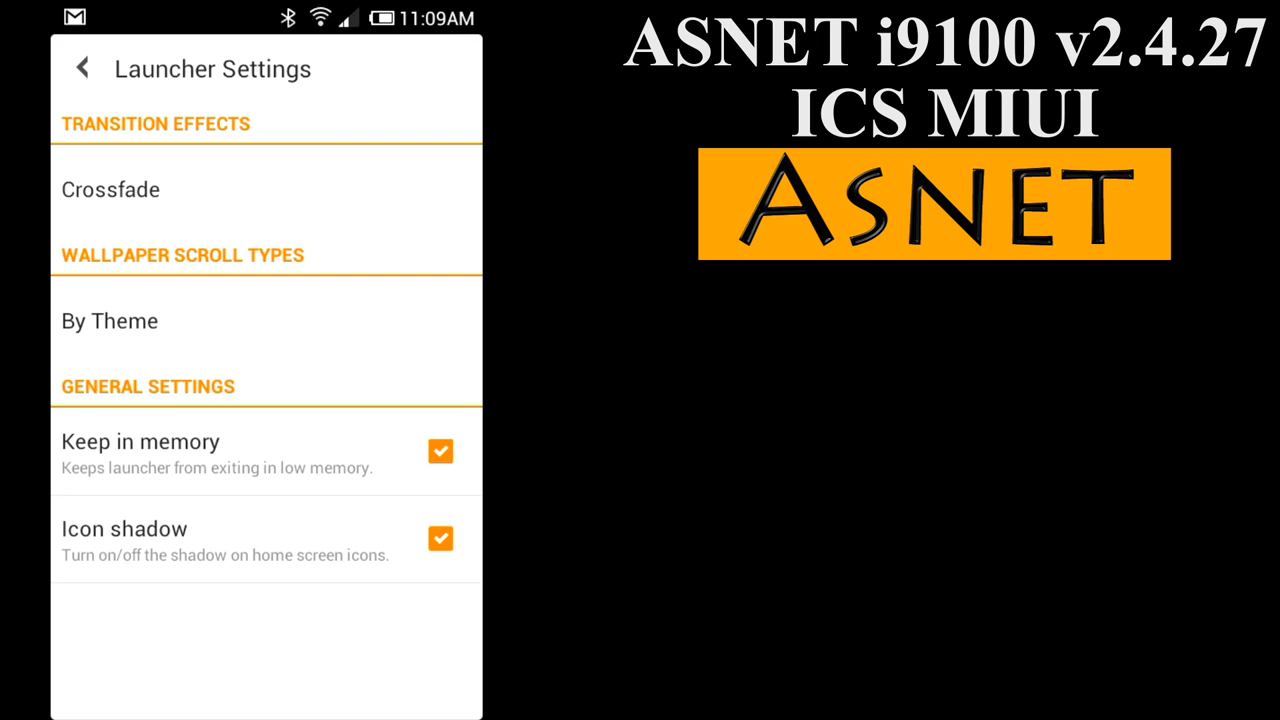 11:09AM
Launcher Settings
TRANSITION EFFECTS
Crossfade
WALLPAPER SCROLL TYPES
By Theme
GENERAL SETTINGS
Keep in memory
Keeps launcher from exiting in low memory.
Icon shadow
Turn on/off the shadow on home screen icons.
ASNET i9100 v2.4.27
ICS MIUI
ASNET